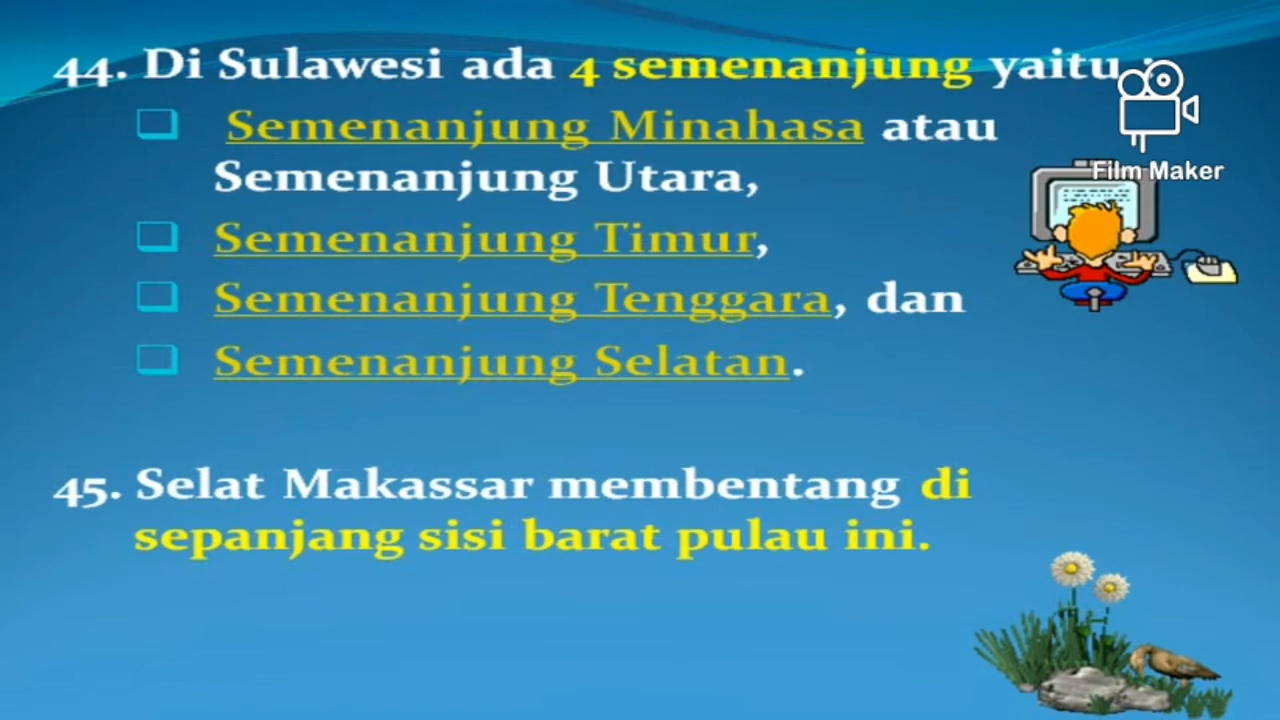 44. Di Sulawesi ada 4 semenanjung yaitu :
Semenanjung Minahasa atau
Semenanjung Utara,
Semenanjung Timur,
Semenanjung Tenggara, dan
Semenanjung Selatan.
45. Selat Makassar membentang di
sepanjang sisi barat pulau ini.
Film Maker